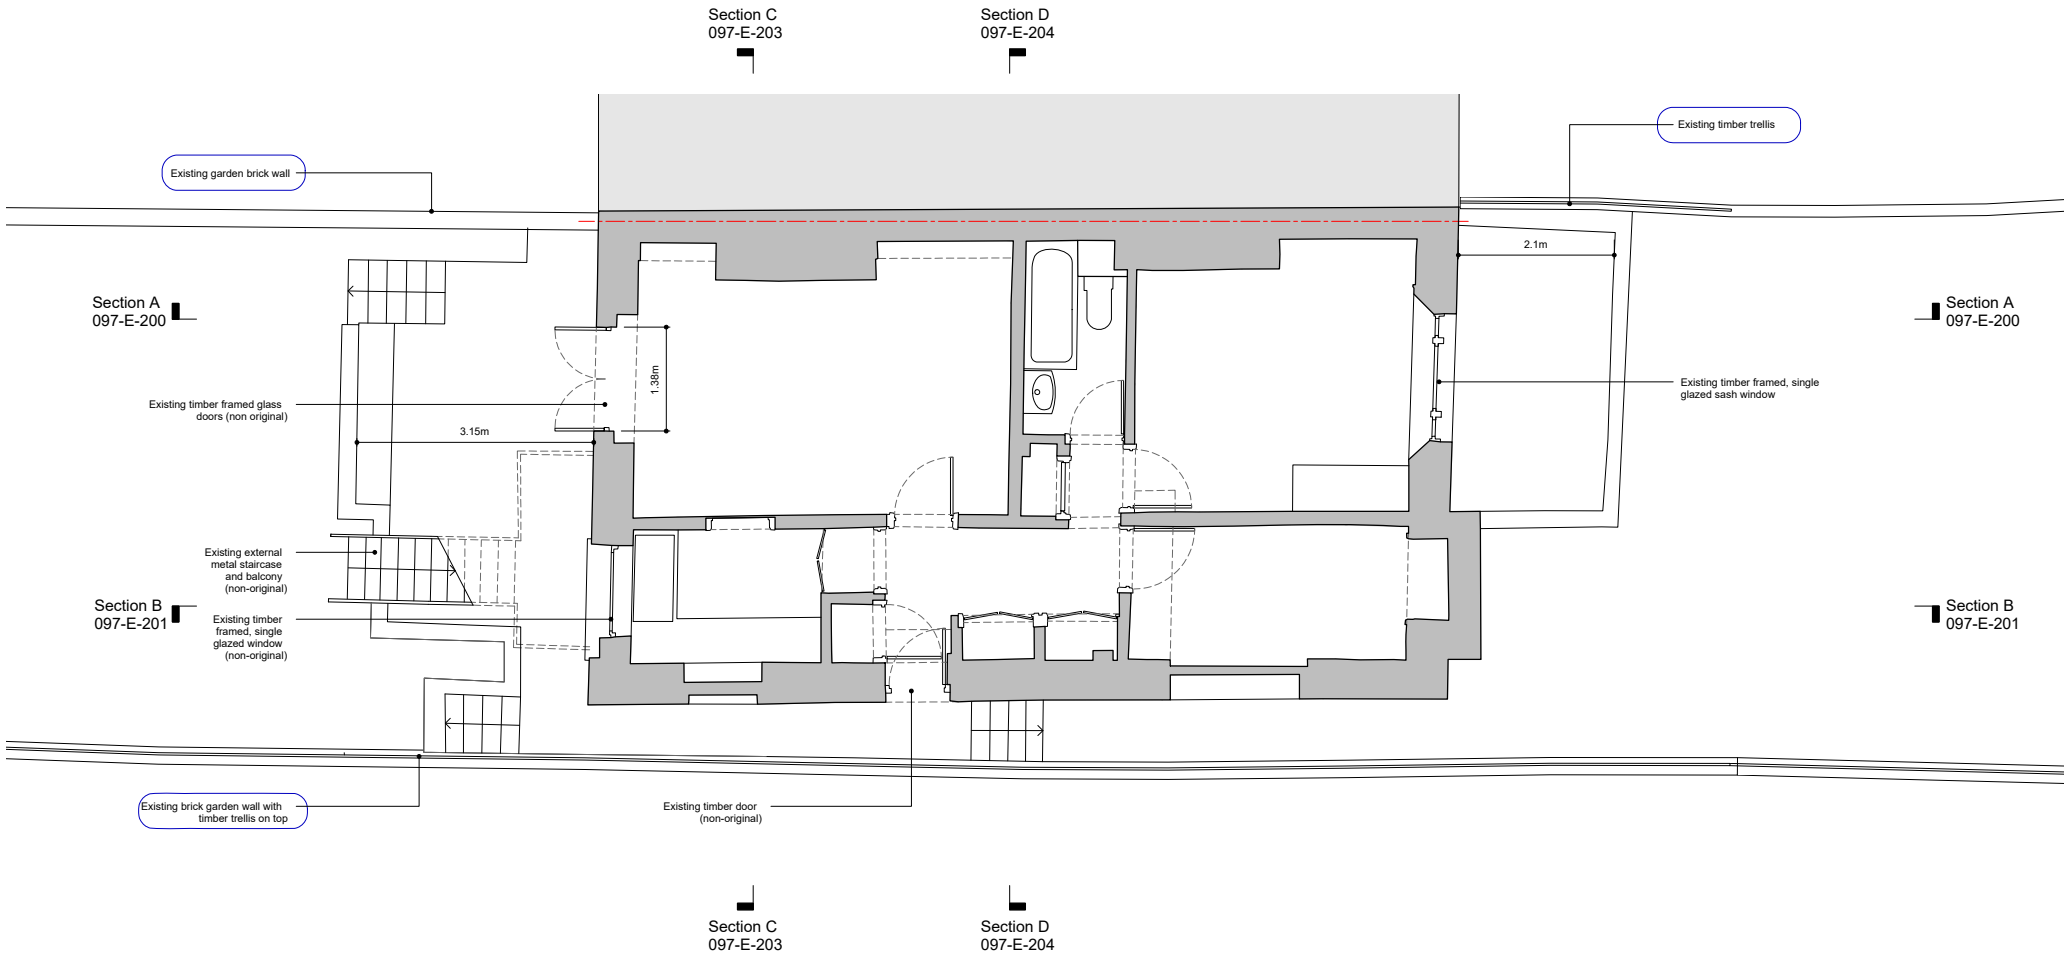 Section C
097-E-203
Section D
097-E-204
Existing timber trellis
Existing garden brick wall
2.1m
Section A
097-E-200
Section A
097-E-200
1.38m
Existing timber framed, single
glazed sash window
Existing timber framed glass
doors (non original)
3.15m
Existing external
metal staircase
and balcony
(non-original)
Section B
097-E-201
Existing timber
framed, single
glazed window
(non-original)
Section B
097-E-201
Existing brick garden wall with
timber trellis on top
Existing timber door
(non-original)
Section C
097-E-203
Section D
097-E-204